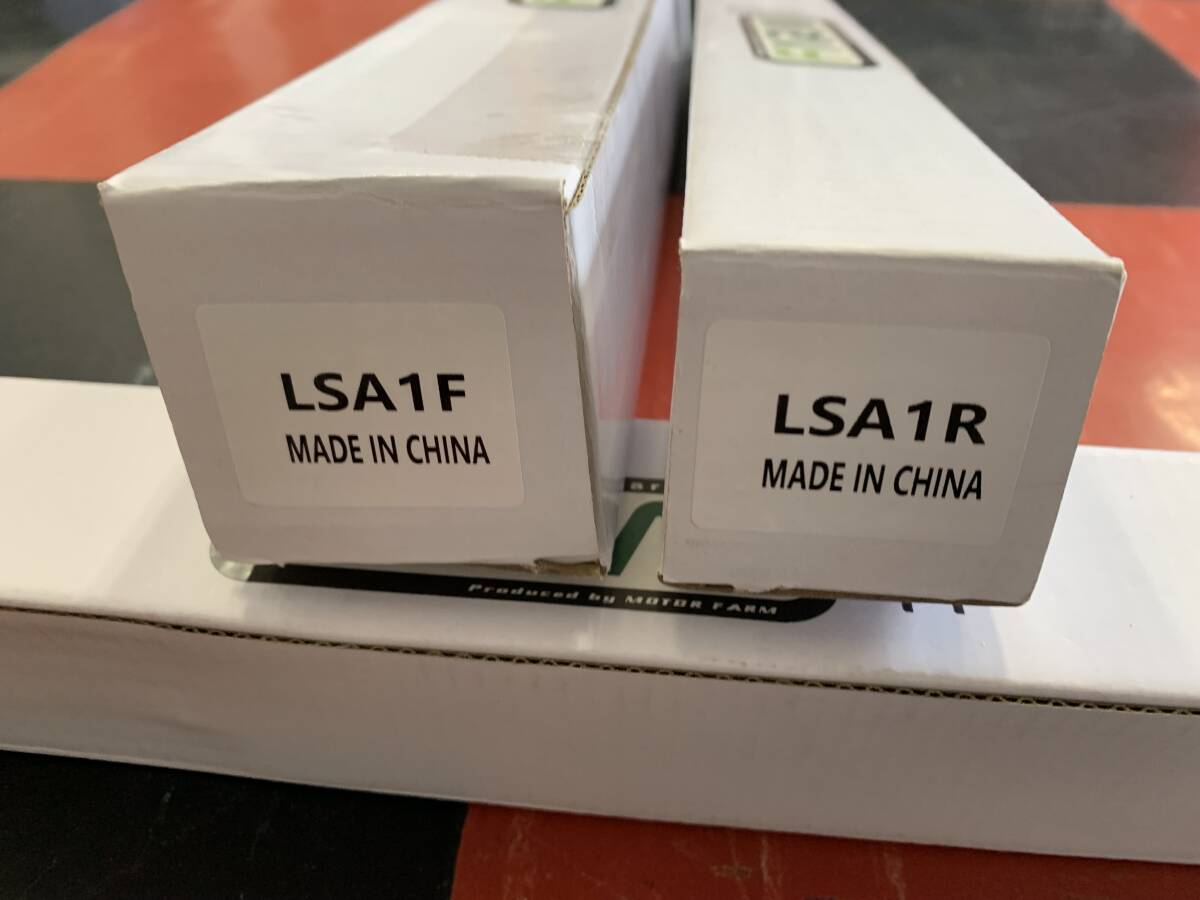 LSA1F
MADE IN CHINA
LSA1R
MADE IN CHINA
Produced by MOTOR FARM